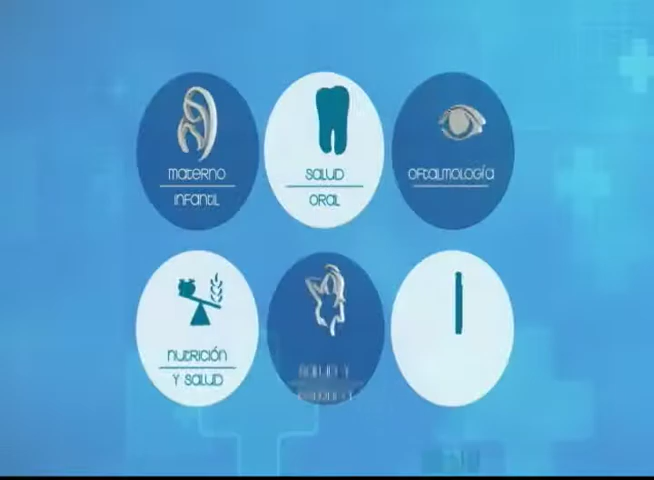 materno
infantil
salud
oral
oftalmología
nutrición
y salud